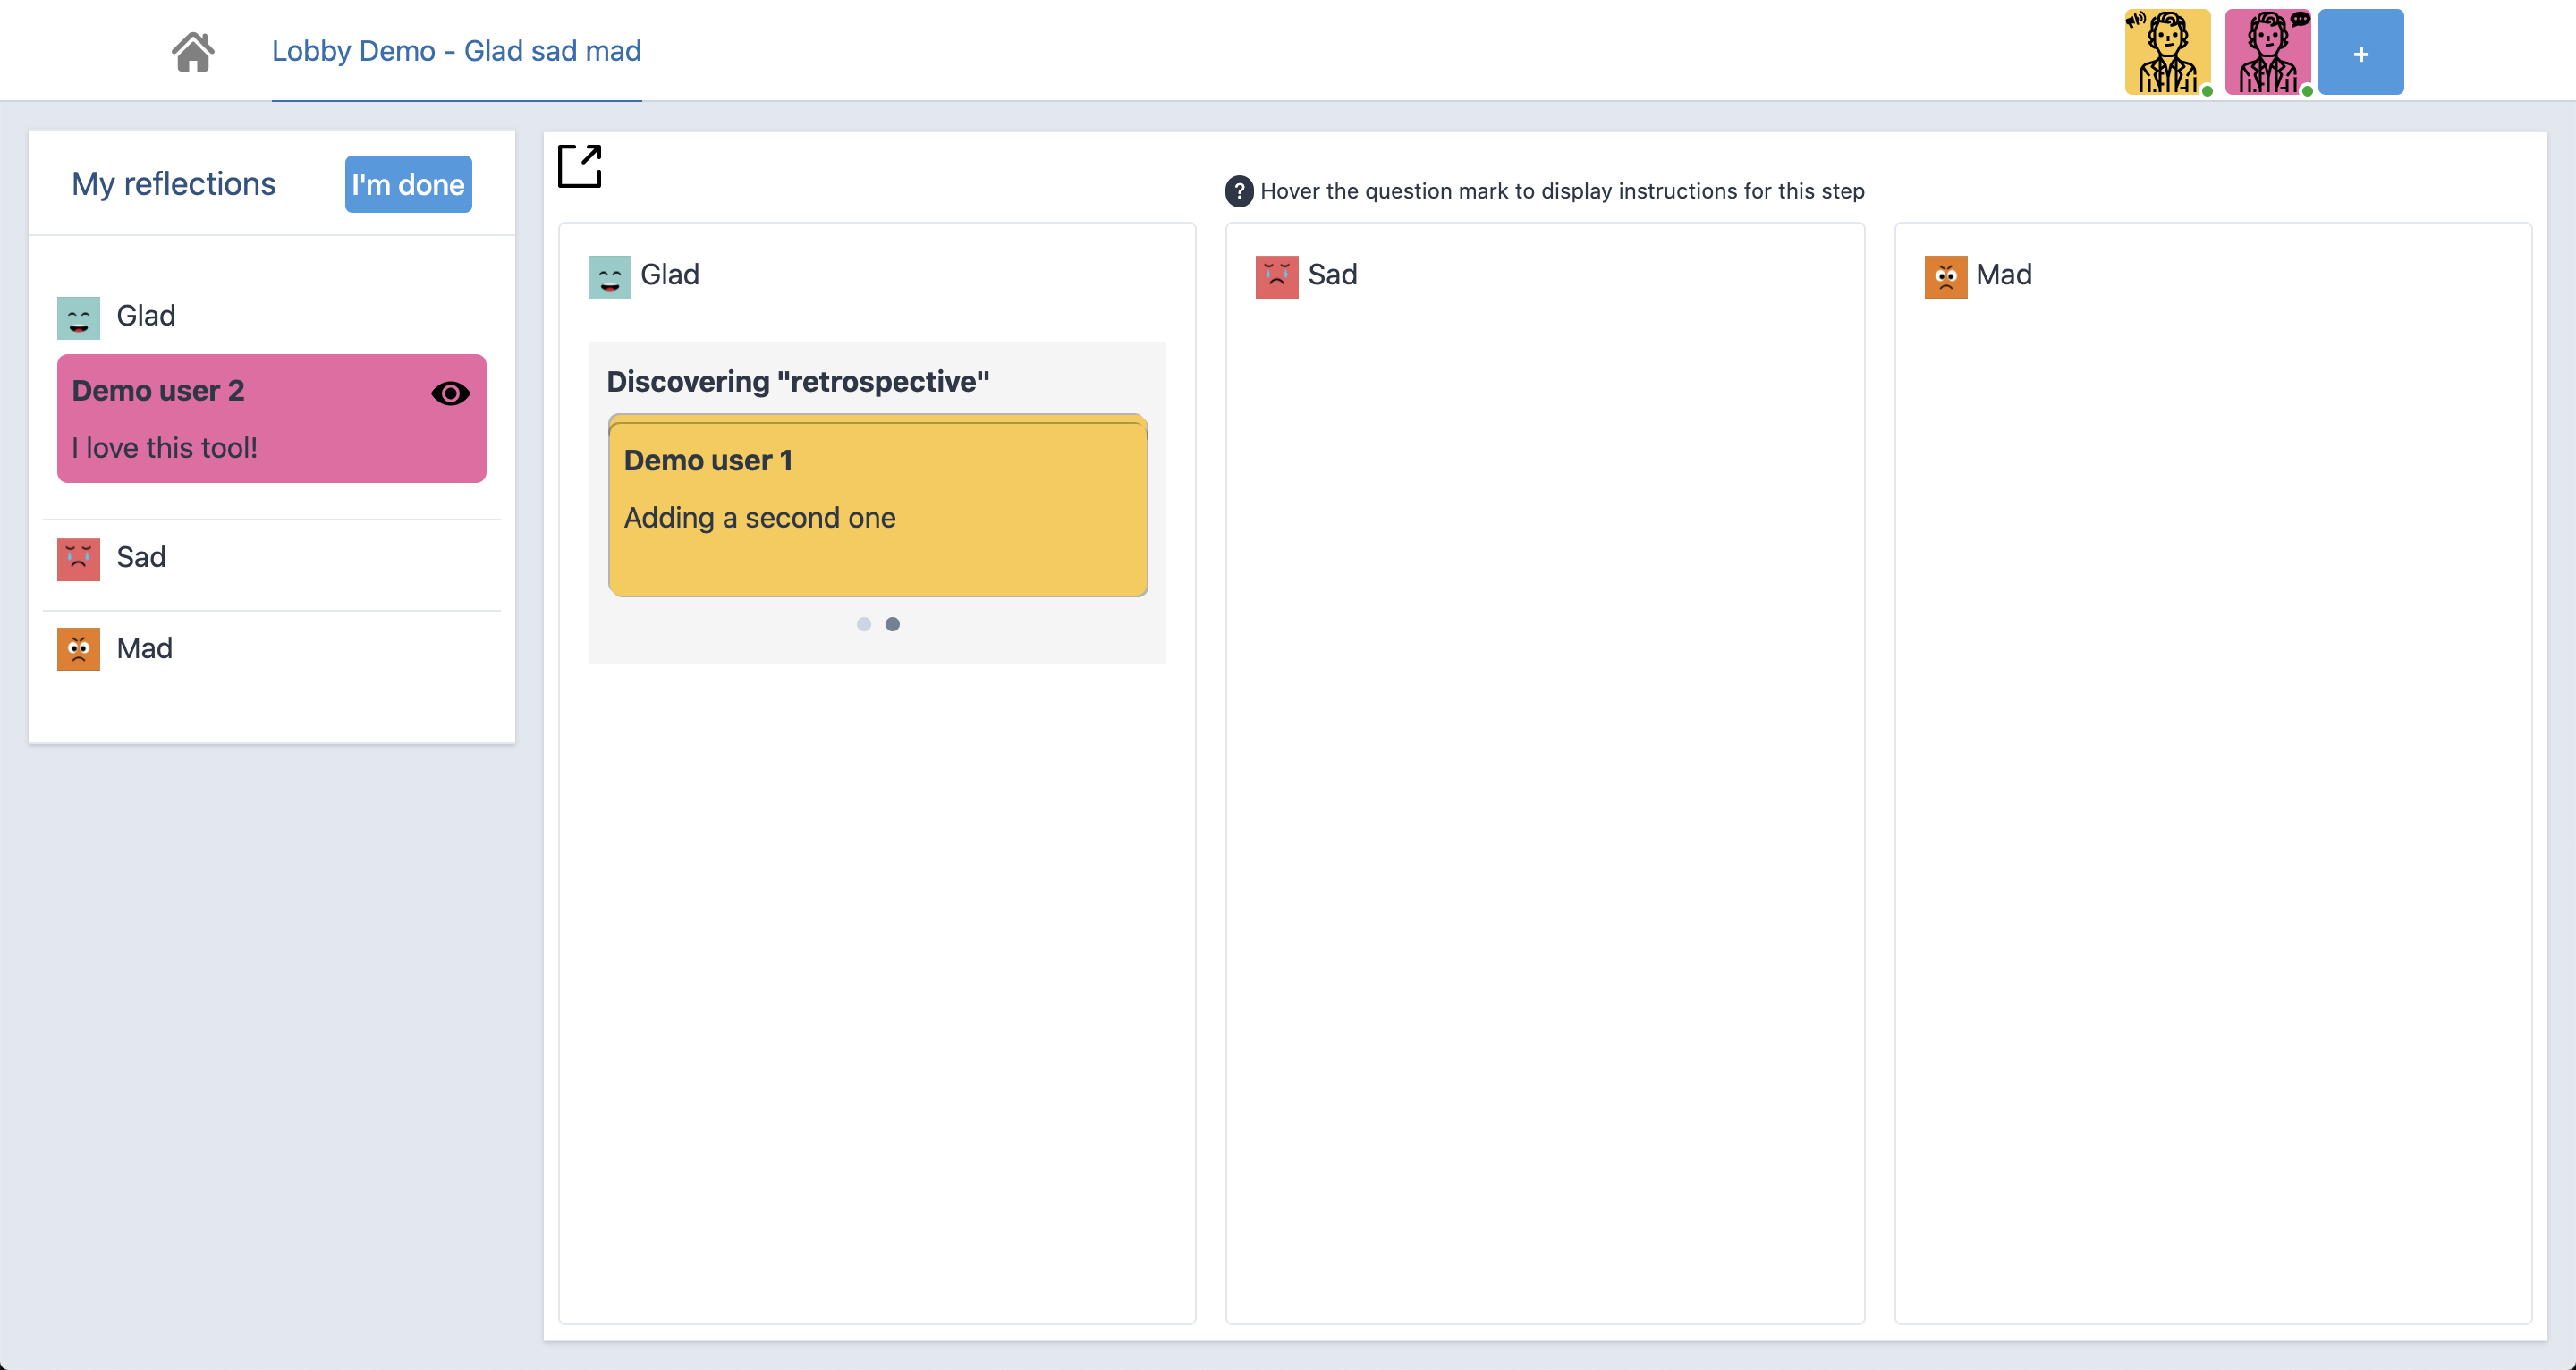 Lobby Demo - Glad sad mad
+
My reflections
I'm done
Glad
Demo user 2
I love this tool!
Sad
Mad
? Hover the question mark to display instructions for this step
Glad
Discovering "retrospective"
Demo user 1
Adding a second one
Sad
Mad